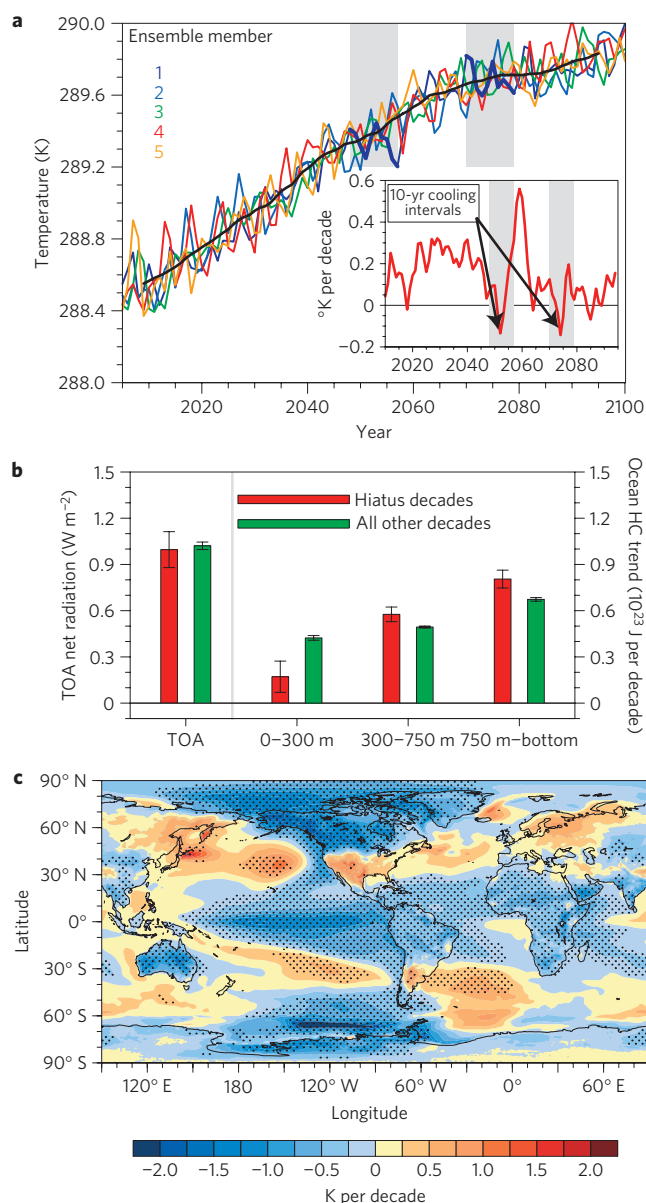 a
290.0
289.6
289.2
288.8
288.4
288.0
Temperature (K)
Ensemble member
1
2
3
4
5
2020
2040
2060
2080
2100
Year
10-yr cooling
intervals
0.6
0.4
0.2
0
−0.2
°K per decade
2020
2040
2060
2080
b
1.5
1.2
0.9
0.6
0.3
0
TOA net radiation (W m−2)
Hiatus decades
All other decades
1.5
1.2
0.9
0.6
0.3
0
Ocean HC trend (10²³ J per decade)
TOA
0−300 m
300−750 m
750 m−bottom
c
90° N
60° N
30° N
0°
30° S
60° S
90° S
Latitude
120° E
180
120° W
60° W
0°
60° E
Longitude
−2.0
−1.5
−1.0
−0.5
0
0.5
1.0
1.5
2.0
K per decade